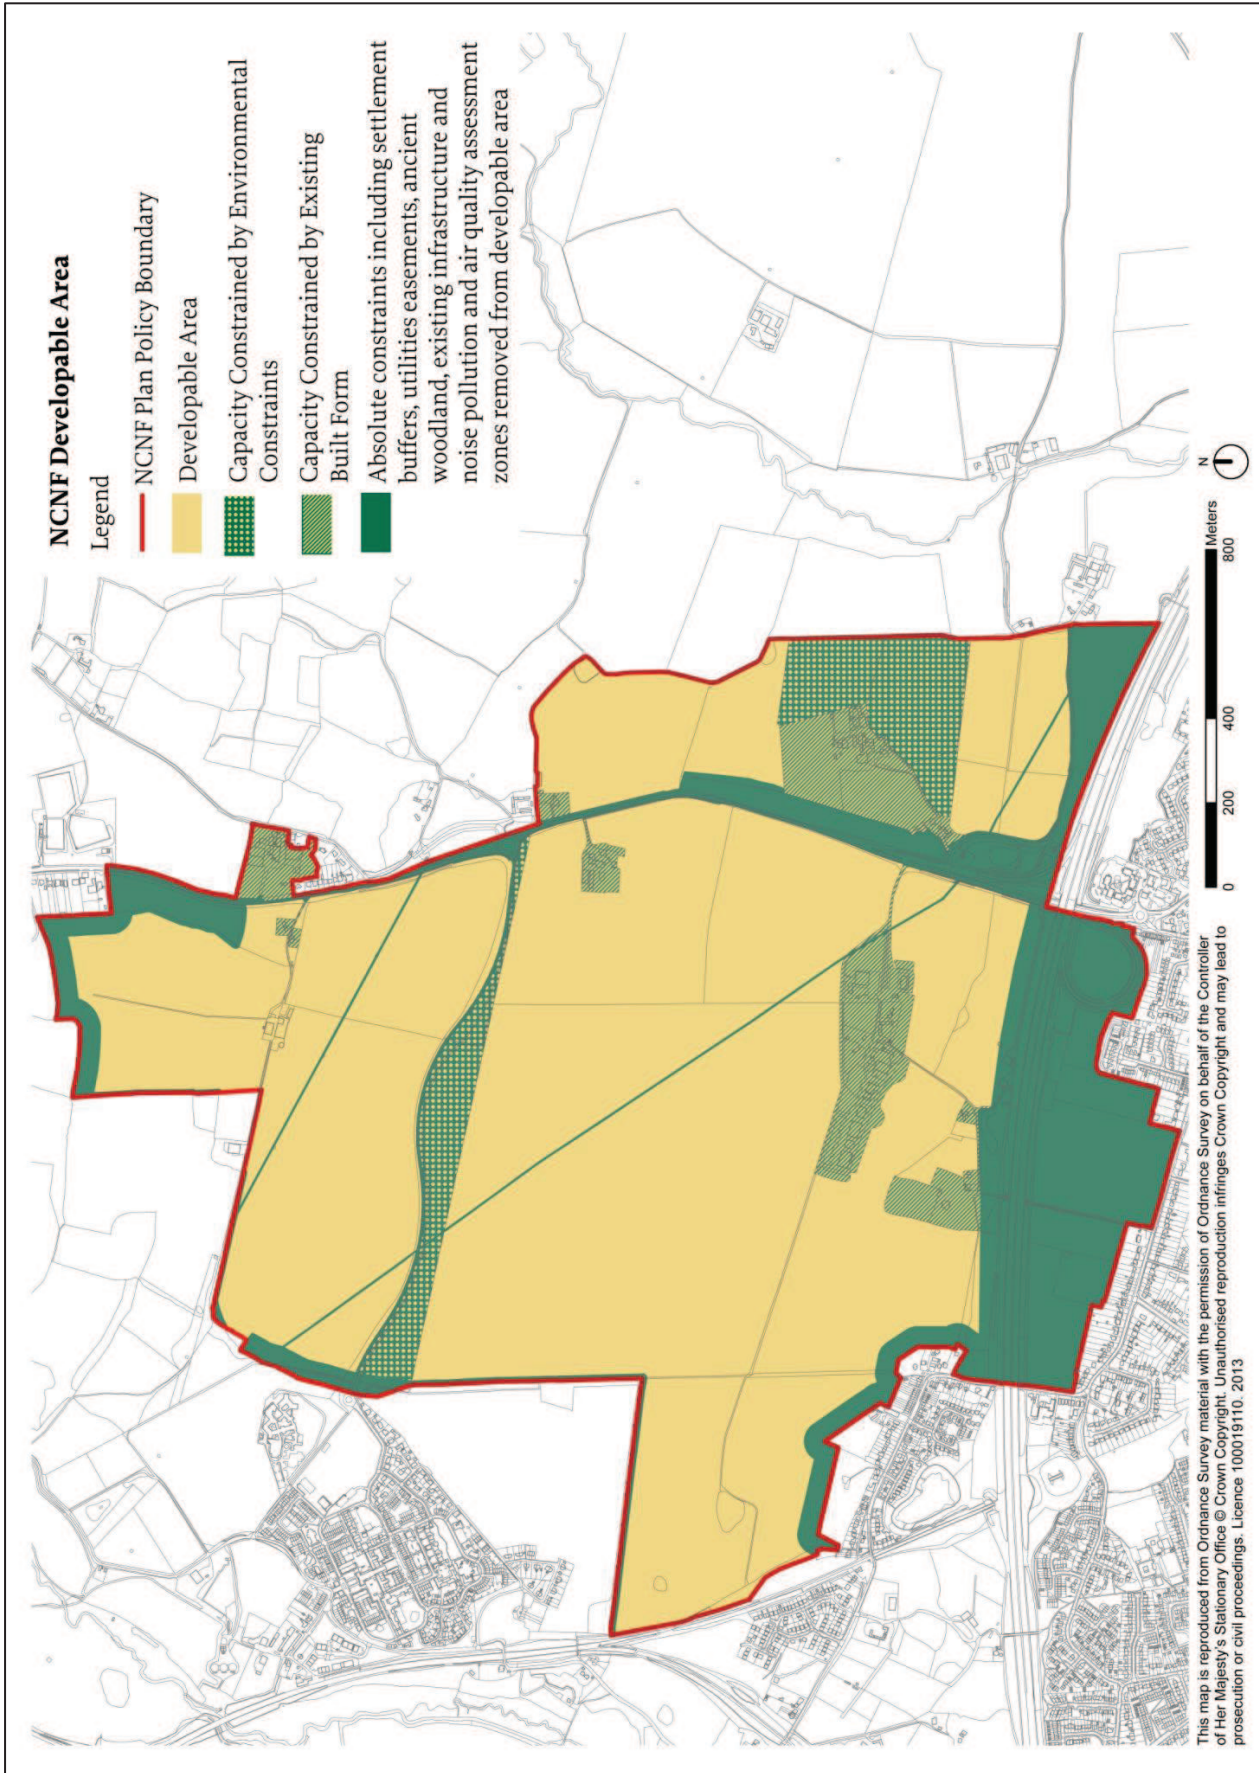 NCNF Developable Area
Legend
NCNF Plan Policy Boundary
Developable Area
Capacity Constrained by Environmental
Constraints
Capacity Constrained by Existing
Built Form
Absolute constraints including settlement
buffers, utilities easements, ancient
woodland, existing infrastructure and
noise pollution and air quality assessment
zones removed from developable area
N
0
200
400
800
Meters
This map is reproduced from Ordnance Survey material with the permission of Ordnance Survey on behalf of the Controller
of Her Majesty's Stationary Office © Crown Copyright. Unauthorised reproduction infringes Crown Copyright and may lead to
prosecution or civil proceedings. Licence 100019110. 2013